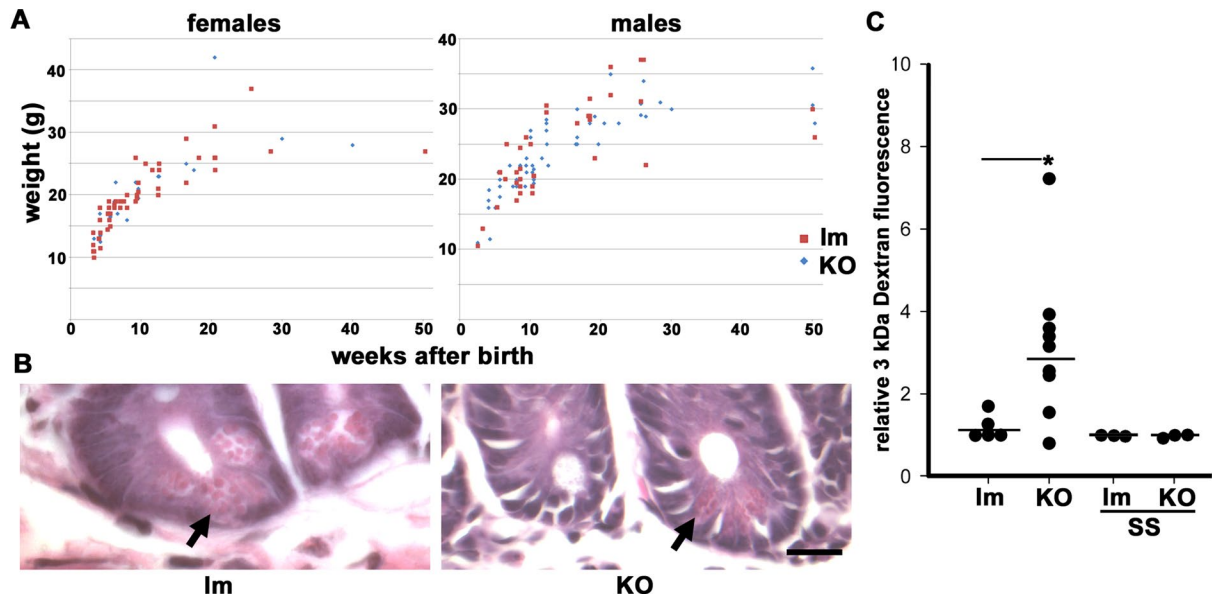 A
females
males
40
30
20
10
0
10
20
30
40
50
40
30
20
10
0
10
20
30
40
50
weight (g)
weeks after birth
Im
KO
B
Im
KO
C
relative 3 kDa Dextran fluorescence
10
8
6
4
2
0
*
Im
KO
Im
KO
SS